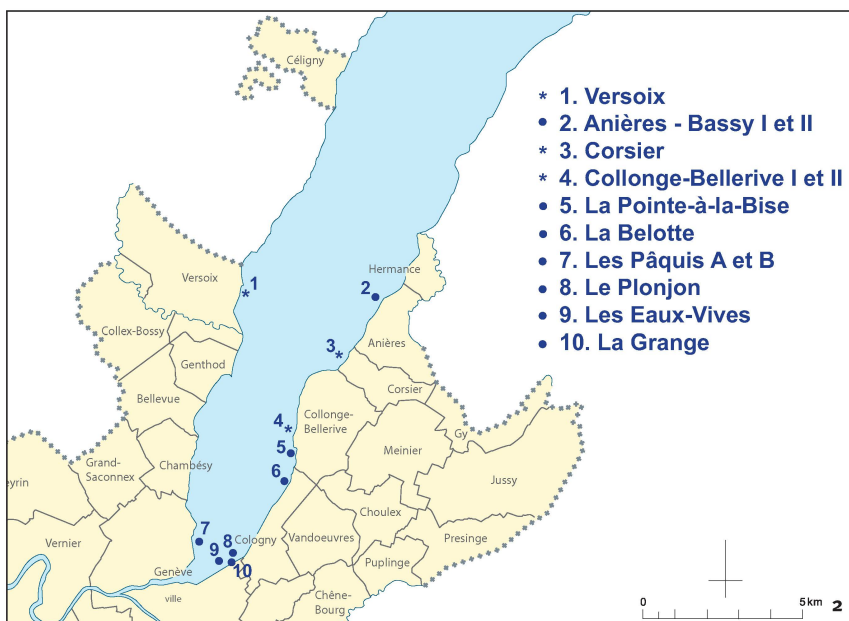 Céligny
* 1. Versoix
• 2. Anières - Bassy I et II
* 3. Corsier
* 4. Collonge-Bellerive I et II
• 5. La Pointe-à-la-Bise
• 6. La Belotte
• 7. Les Pâquis A et B
• 8. Le Plonjon
• 9. Les Eaux-Vives
• 10. La Grange
Hermance
Versoix
1
2
Collex-Bossy
Anières
3
Genthod
Corsier
Bellevue
Collonge-
Bellerive
4
Gy
Meinier
5
Grand-
Saconnex
Chambésy
Jussy
6
eyrin
Choulex
7
8
Cologny
Vandoeuvres
Presinge
Vernier
9
10
Puplinge
Genève
ville
Chêne-
Bourg
0
5 km
2